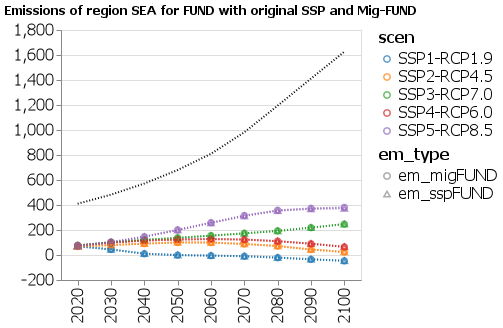 Emissions of region SEA for FUND with original SSP and Mig-FUND
1,800
1,600
1,400
1,200
1,000
800
600
400
200
0
-200
2020
2030
2040
2050
2060
2070
2080
2090
2100
scen
SSP1-RCP1.9
SSP2-RCP4.5
SSP3-RCP7.0
SSP4-RCP6.0
SSP5-RCP8.5
em_type
em_migFUND
em_sspFUND